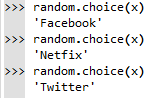 >>> random.choice(x)
'Facebook'
>>> random.choice(x)
'Netfix'
>>> random.choice(x)
'Twitter'